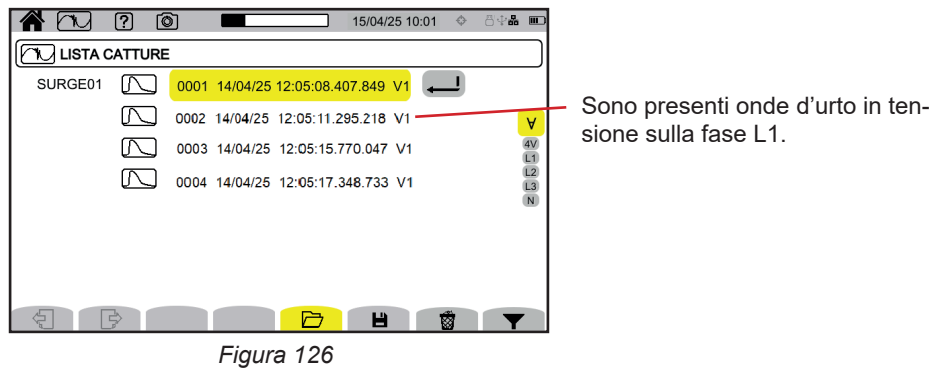 ?
15/04/25 10:01
LISTA CATTURE
SURGE01
0001 14/04/25 12:05:08.407.849 V1
0002 14/04/25 12:05:11.295.218 V1
0003 14/04/25 12:05:15.770.047 V1
0004 14/04/25 12:05:17.348.733 V1
∀
4V
L1
L2
L3
N
Sono presenti onde d'urto in ten-
sione sulla fase L1.
Figura 126